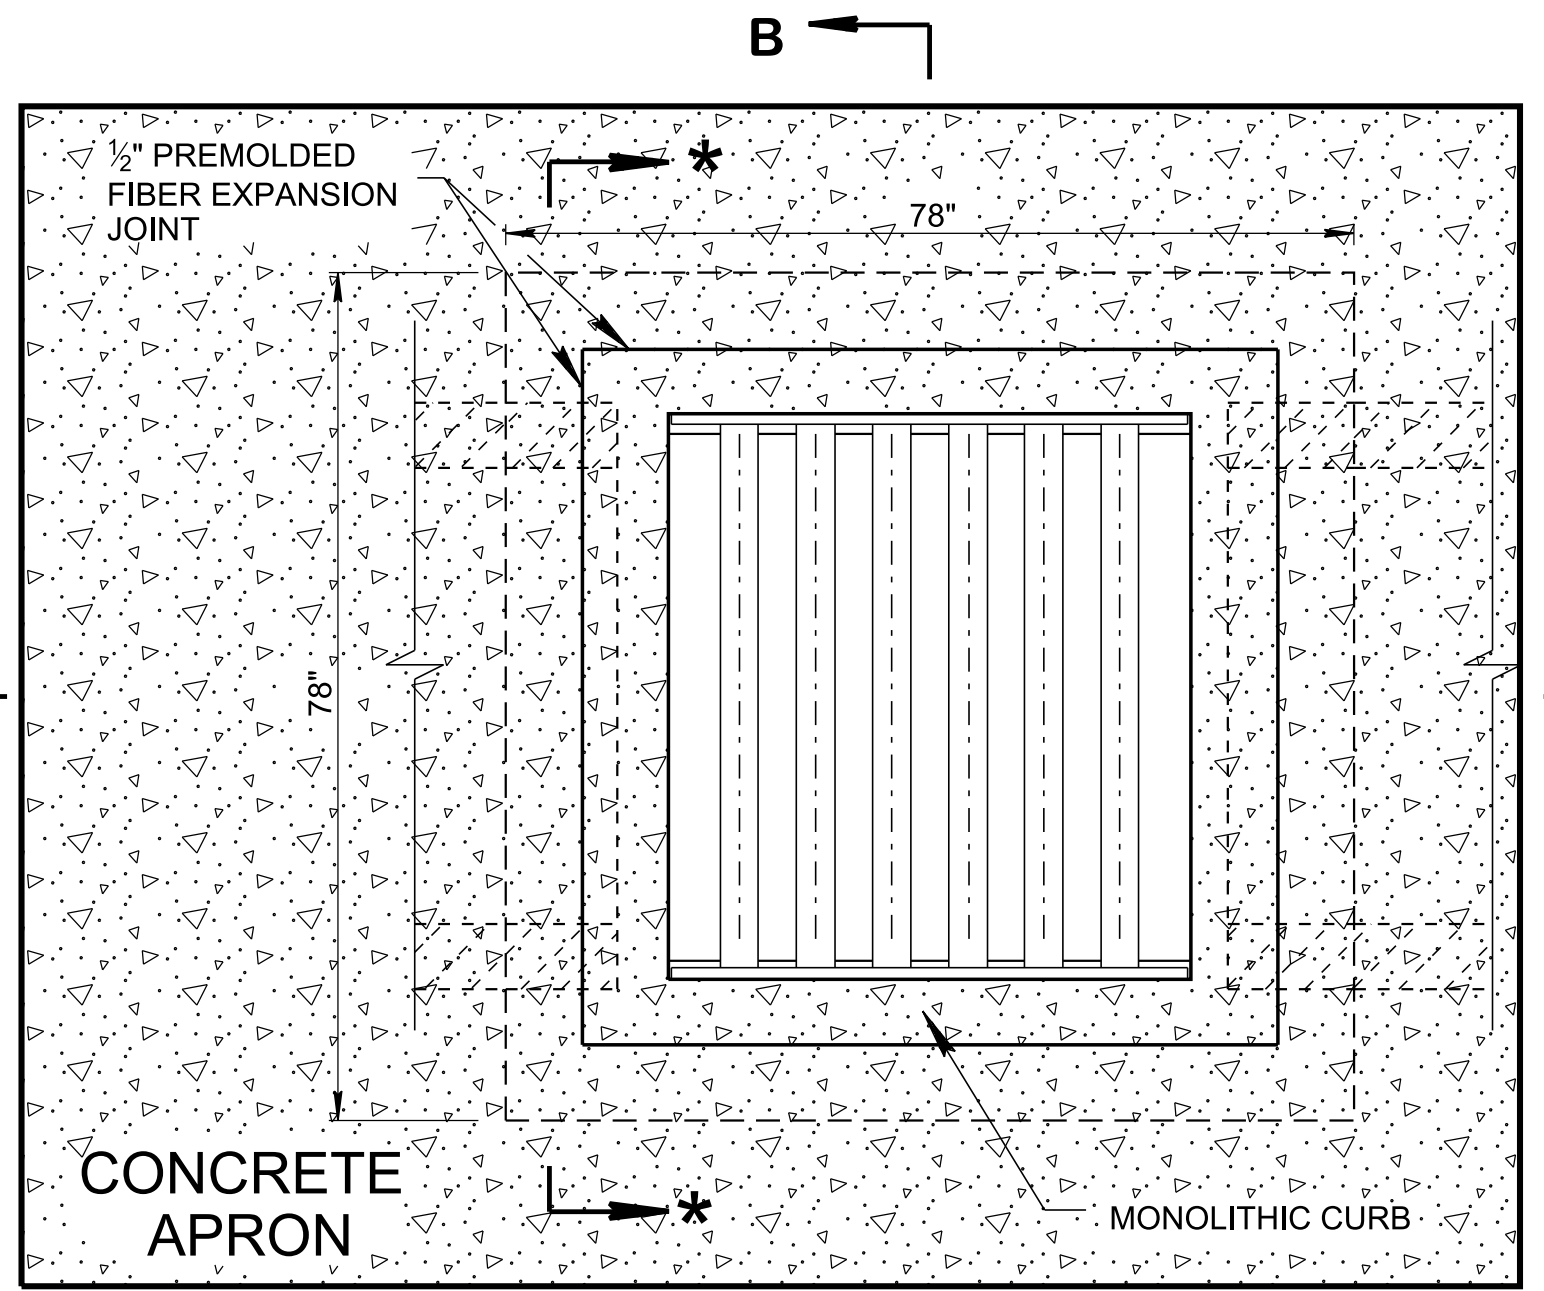 B
½" PREMOLDED
FIBER EXPANSION
JOINT
*
78"
78"
CONCRETE
APRON
*
MONOLITHIC CURB